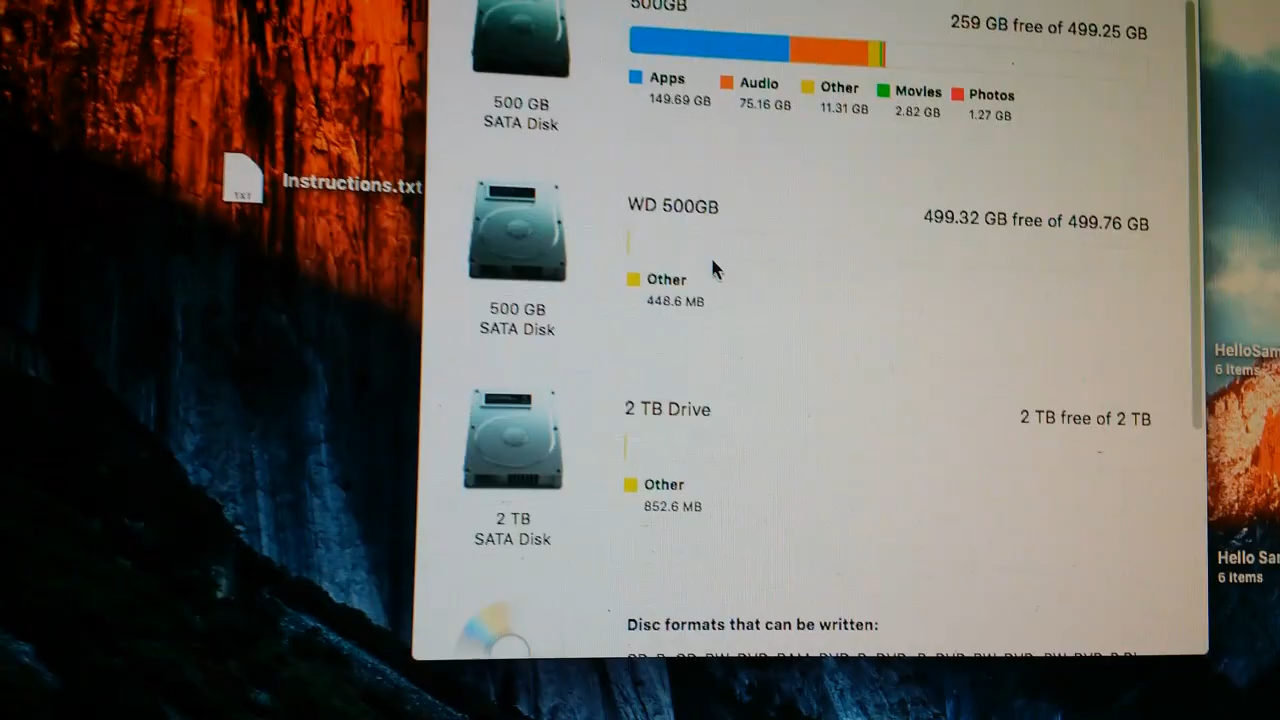 500GB
259 GB free of 499.25 GB
Apps
149.69 GB
Audio
75.16 GB
Other
11.31 GB
Movies
2.82 GB
Photos
1.27 GB
500 GB
SATA Disk
TXT
Instructions.txt
WD 500GB
499.32 GB free of 499.76 GB
Other
448.6 MB
500 GB
SATA Disk
HelloSam
6 items
2 TB Drive
2 TB free of 2 TB
Other
852.6 MB
2 TB
SATA Disk
Hello Sa
6 items
Disc formats that can be written: